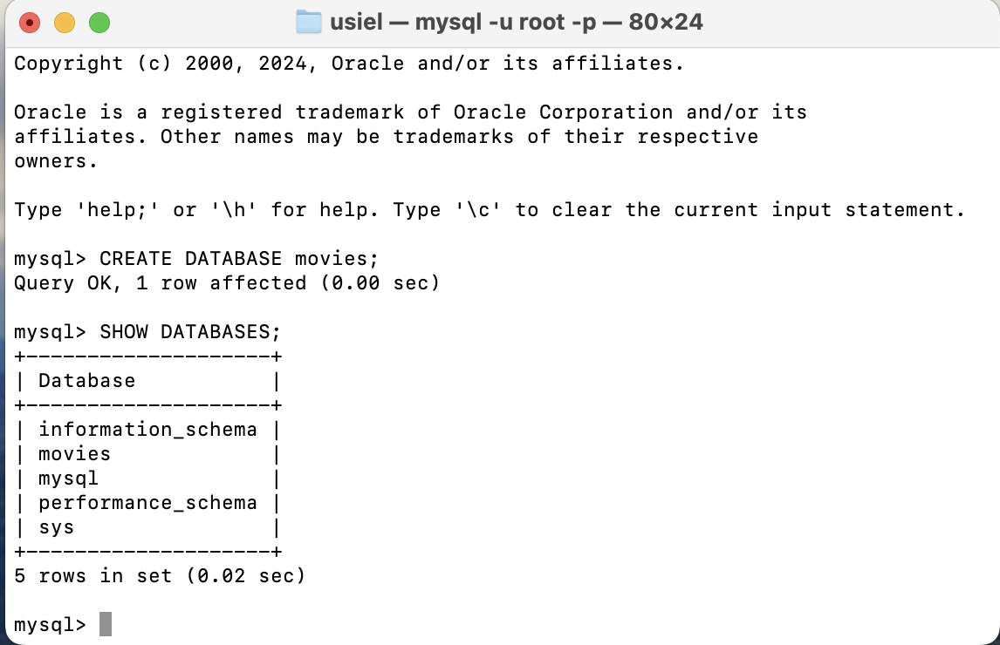 usiel — mysql -u root -p — 80×24
Copyright (c) 2000, 2024, Oracle and/or its affiliates.
Oracle is a registered trademark of Oracle Corporation and/or its
affiliates. Other names may be trademarks of their respective
owners.
Type 'help;' or '\h' for help. Type '\c' to clear the current input statement.
mysql> CREATE DATABASE movies;
Query OK, 1 row affected (0.00 sec)
mysql> SHOW DATABASES;
+--------------------+
| Database           |
+--------------------+
| information_schema |
| movies             |
| mysql              |
| performance_schema |
| sys                |
+--------------------+
5 rows in set (0.02 sec)
mysql>